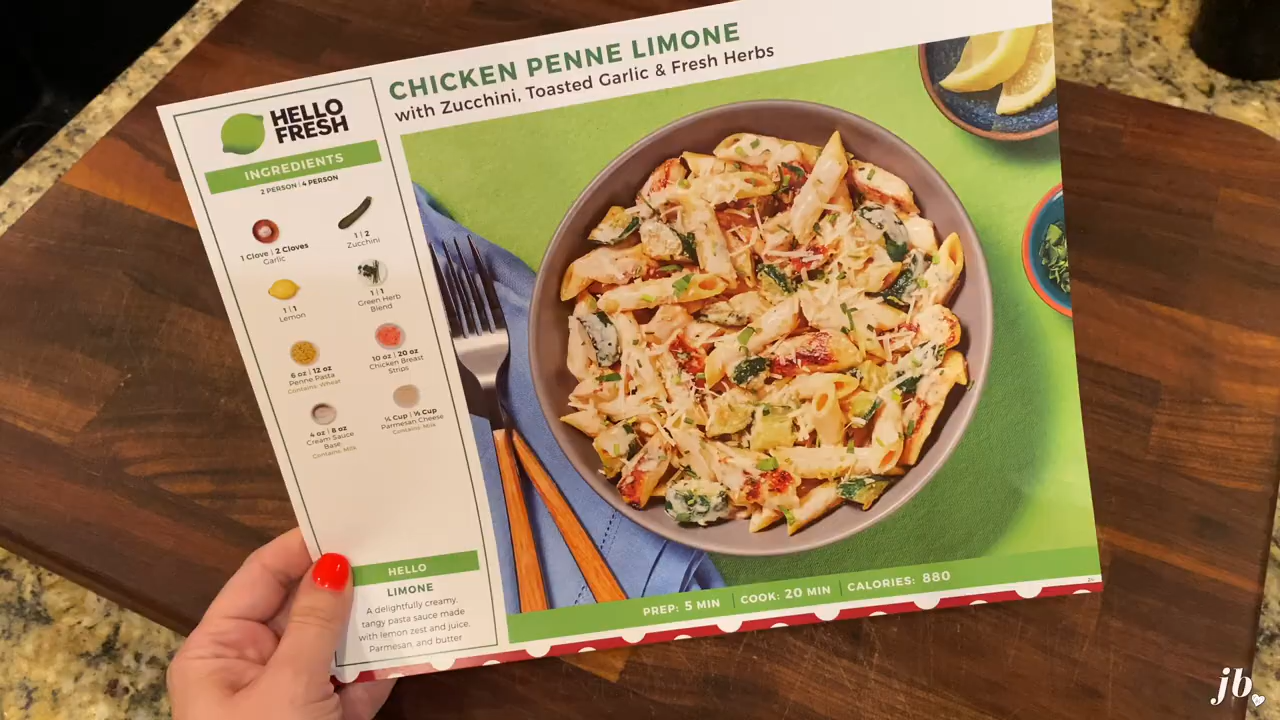 CHICKEN PENNE LIMONE
with Zucchini, Toasted Garlic & Fresh Herbs
HELLO
FRESH
INGREDIENTS
2 PERSON | 4 PERSON
1 Clove | 2 Cloves
Garlic
1 | 2
Zucchini
1 | 1
Lemon
1 | 1
Green Herb
Blend
6 oz | 12 oz
Penne Pasta
Contains: Wheat
10 oz | 20 oz
Chicken Breast
Strips
4 oz | 8 oz
Cream Sauce
Base
Contains: Milk
¼ Cup | ½ Cup
Parmesan Cheese
Contains: Milk
HELLO
LIMONE
A delightfully creamy,
tangy pasta sauce made
with lemon zest and juice,
Parmesan, and butter
PREP: 5 MIN | COOK: 20 MIN | CALORIES: 880
jb